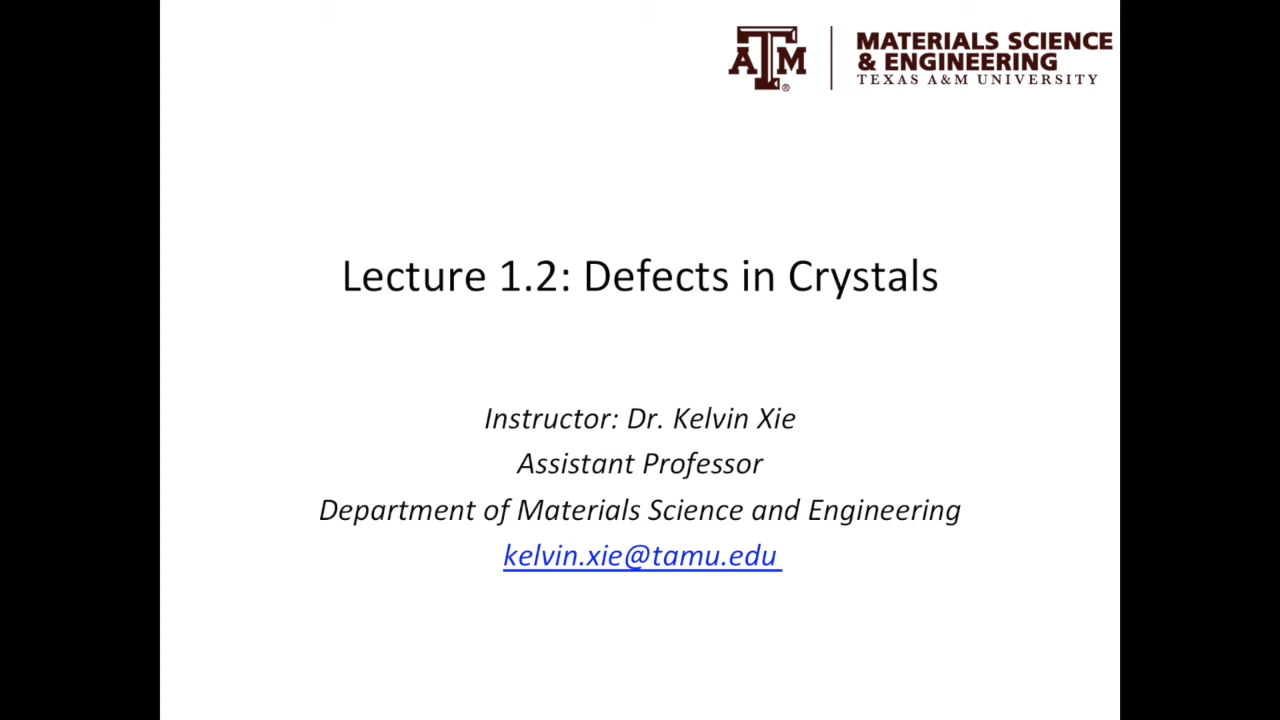 ATM®
MATERIALS SCIENCE
& ENGINEERING
TEXAS A&M UNIVERSITY
Lecture 1.2: Defects in Crystals
Instructor: Dr. Kelvin Xie
Assistant Professor
Department of Materials Science and Engineering
kelvin.xie@tamu.edu